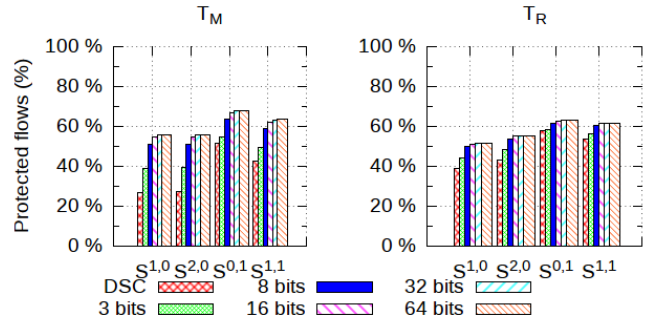 T_M T_R
Protected flows (%)
100 % 100 %
80 % 80 %
60 % 60 %
40 % 40 %
20 % 20 %
0 % 0 %
S^1,0 S^2,0 S^0,1 S^1,1 S^1,0 S^2,0 S^0,1 S^1,1
DSC 8 bits 32 bits
3 bits 16 bits 64 bits